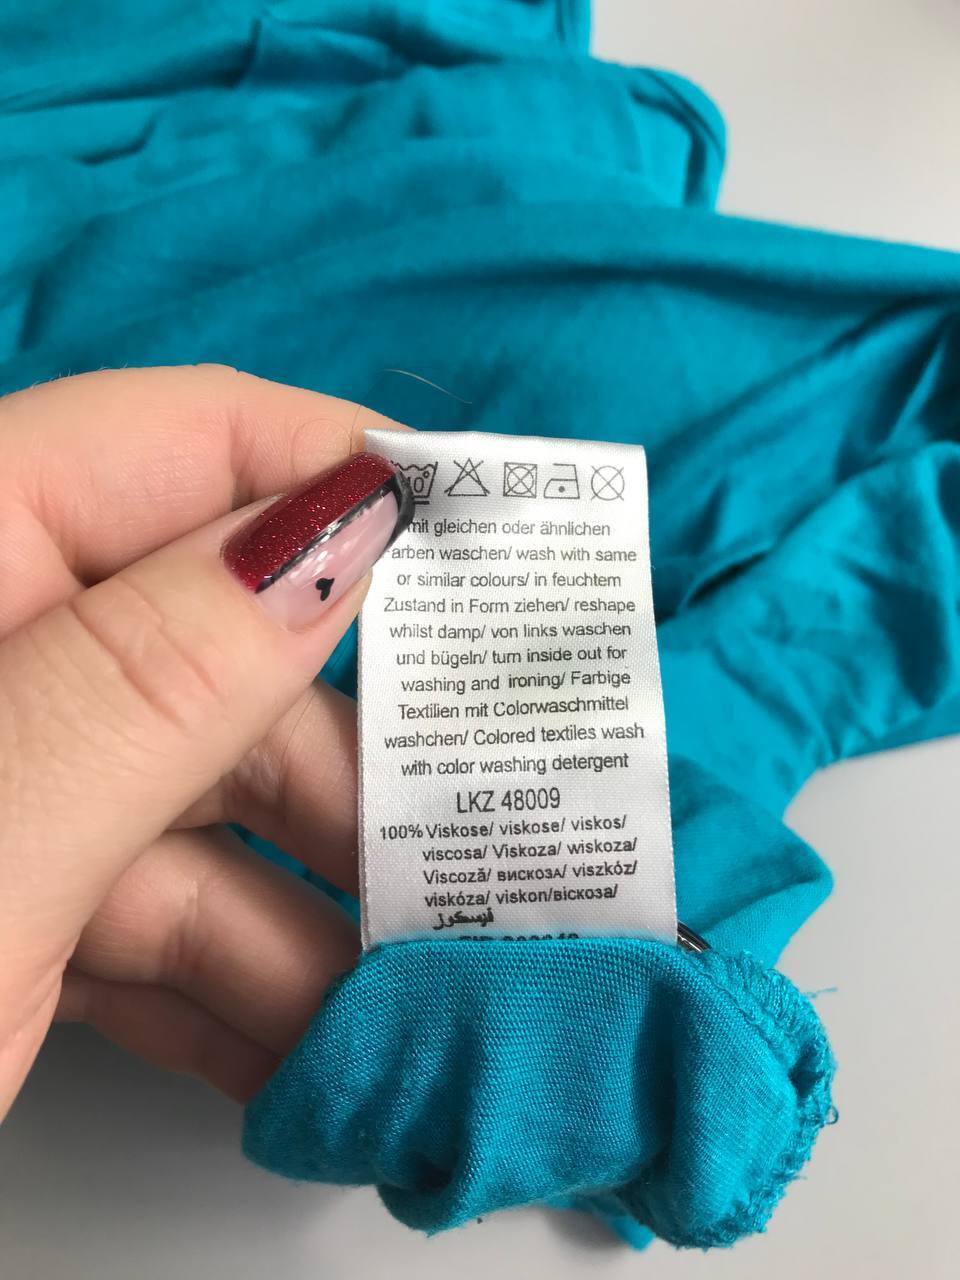 mit gleichen oder ähnlichen
Farben waschen/ wash with same
or similar colours/ in feuchtem
Zustand in Form ziehen/ reshape
whilst damp/ von links waschen
und bügeln/ turn inside out for
washing and ironing/ Farbige
Textilien mit Colorwaschmittel
washchen/ Colored textiles wash
with color washing detergent
LKZ 48009
100% Viskose/ viskose/ viskos/
viscosa/ Viskoza/ wiskoza/
Viscoză/ вискоза/ viszkóz/
viskóza/ viskon/віскоза/